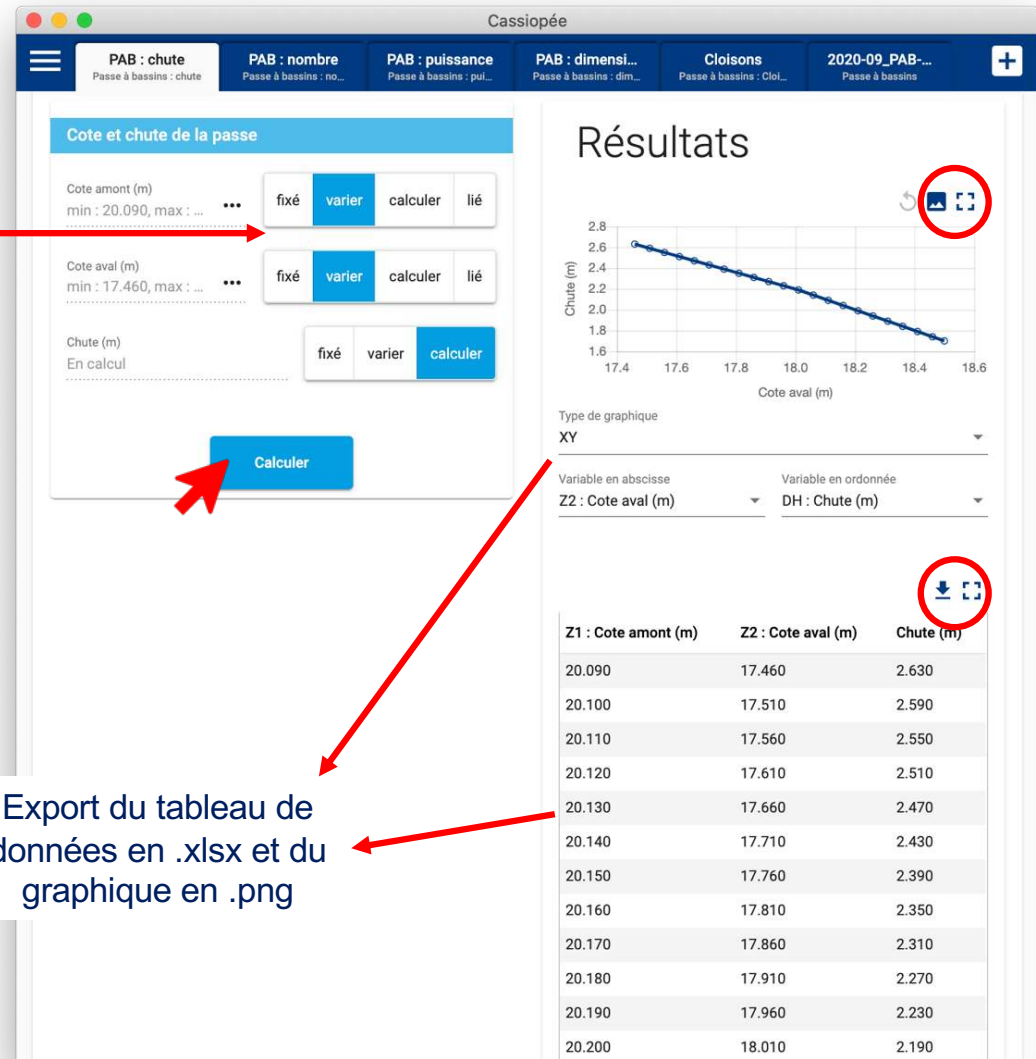 Cassiopée
PAB : chute
Passe à bassins : chute
PAB : nombre
Passe à bassins : no...
PAB : puissance
Passe à bassins : pui...
PAB : dimensi...
Passe à bassins : dim...
Cloisons
Passe à bassins : Cloi...
2020-09_PAB-...
Passe à bassins
Cote et chute de la passe
Cote amont (m)
min : 20.090, max : ...
fixé varier calculer lié
Cote aval (m)
min : 17.460, max : ...
fixé varier calculer lié
Chute (m)
En calcul
fixé varier calculer
Calculer
Résultats
2.8
2.6
2.4
2.2
2.0
1.8
1.6
Chute (m)
17.4 17.6 17.8 18.0 18.2 18.4 18.6
Cote aval (m)
Type de graphique
XY
Variable en abscisse
Z2 : Cote aval (m)
Variable en ordonnée
DH : Chute (m)
Z1 : Cote amont (m) Z2 : Cote aval (m) Chute (m)
20.090 17.460 2.630
20.100 17.510 2.590
20.110 17.560 2.550
20.120 17.610 2.510
20.130 17.660 2.470
20.140 17.710 2.430
20.150 17.760 2.390
20.160 17.810 2.350
20.170 17.860 2.310
20.180 17.910 2.270
20.190 17.960 2.230
20.200 18.010 2.190
Export du tableau de
données en .xlsx et du
graphique en .png